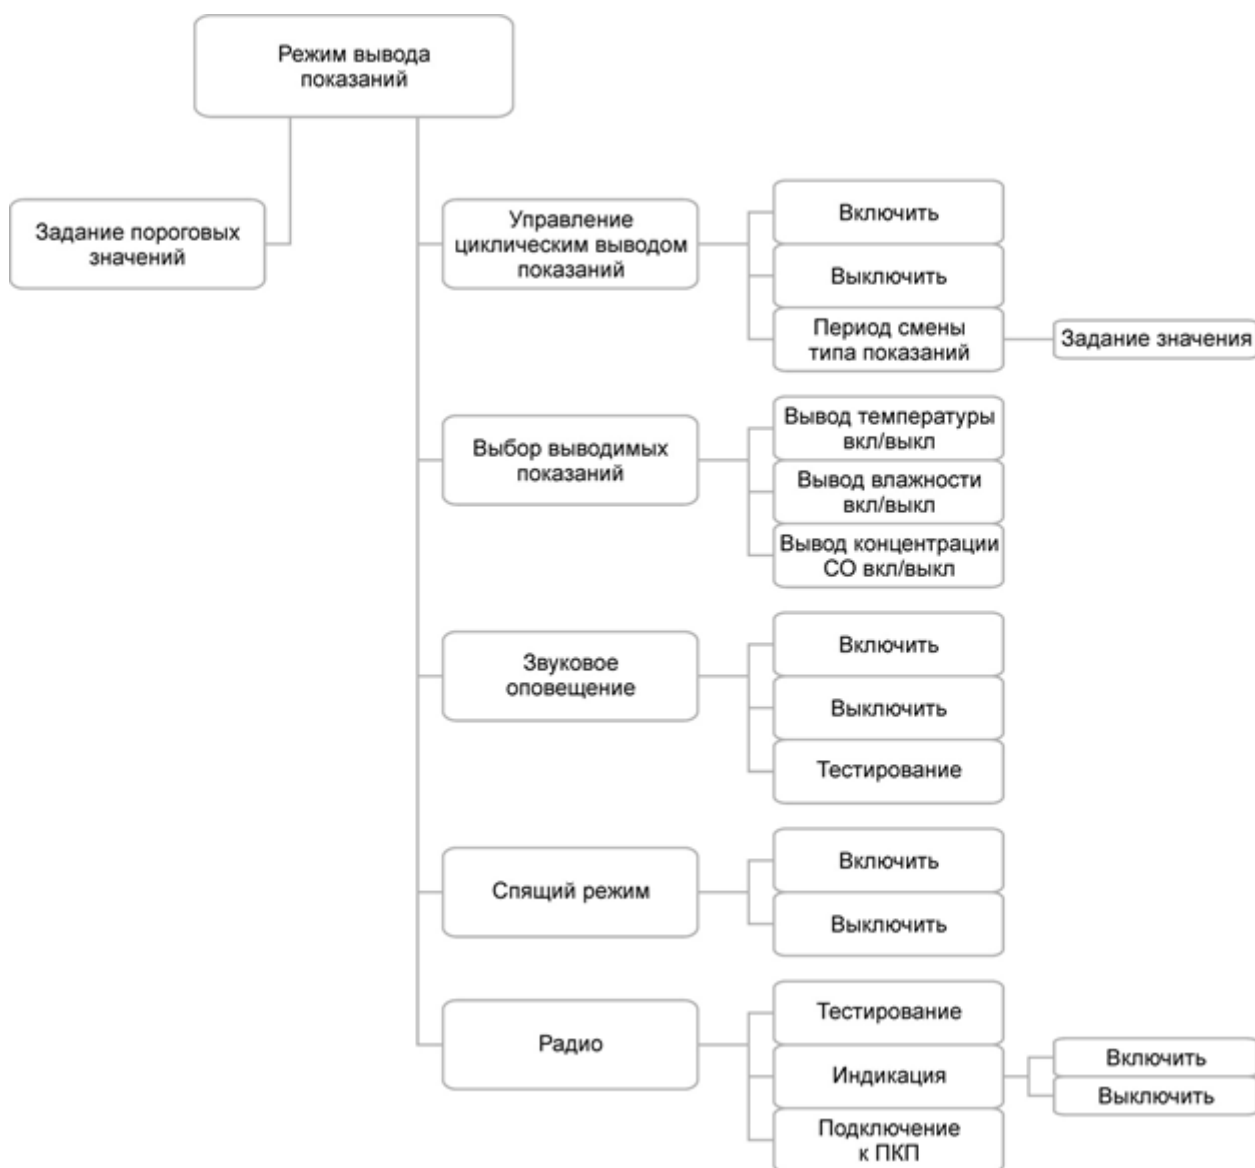 Режим вывода
показаний
Задание пороговых
значений
Управление
циклическим выводом
показаний
Включить
Выключить
Период смены
типа показаний
Задание значения
Выбор выводимых
показаний
Вывод температуры
вкл/выкл
Вывод влажности
вкл/выкл
Вывод концентрации
СО вкл/выкл
Звуковое
оповещение
Включить
Выключить
Тестирование
Спящий режим
Включить
Выключить
Радио
Тестирование
Индикация
Включить
Выключить
Подключение
к ПКП